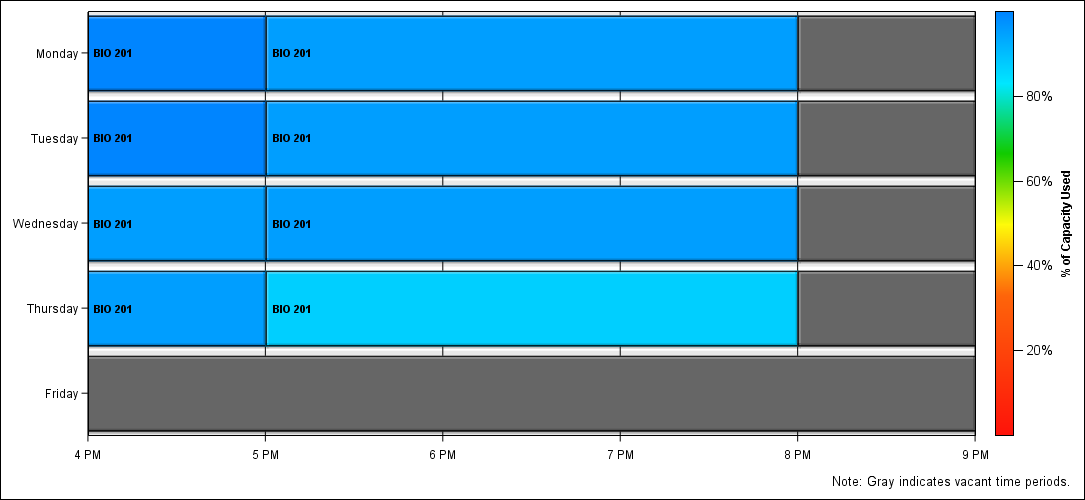 Monday
BIO 201
BIO 201
Tuesday
BIO 201
BIO 201
Wednesday
BIO 201
BIO 201
Thursday
BIO 201
BIO 201
Friday
4 PM
5 PM
6 PM
7 PM
8 PM
9 PM
80%
60%
40%
20%
% of Capacity Used
Note: Gray indicates vacant time periods.